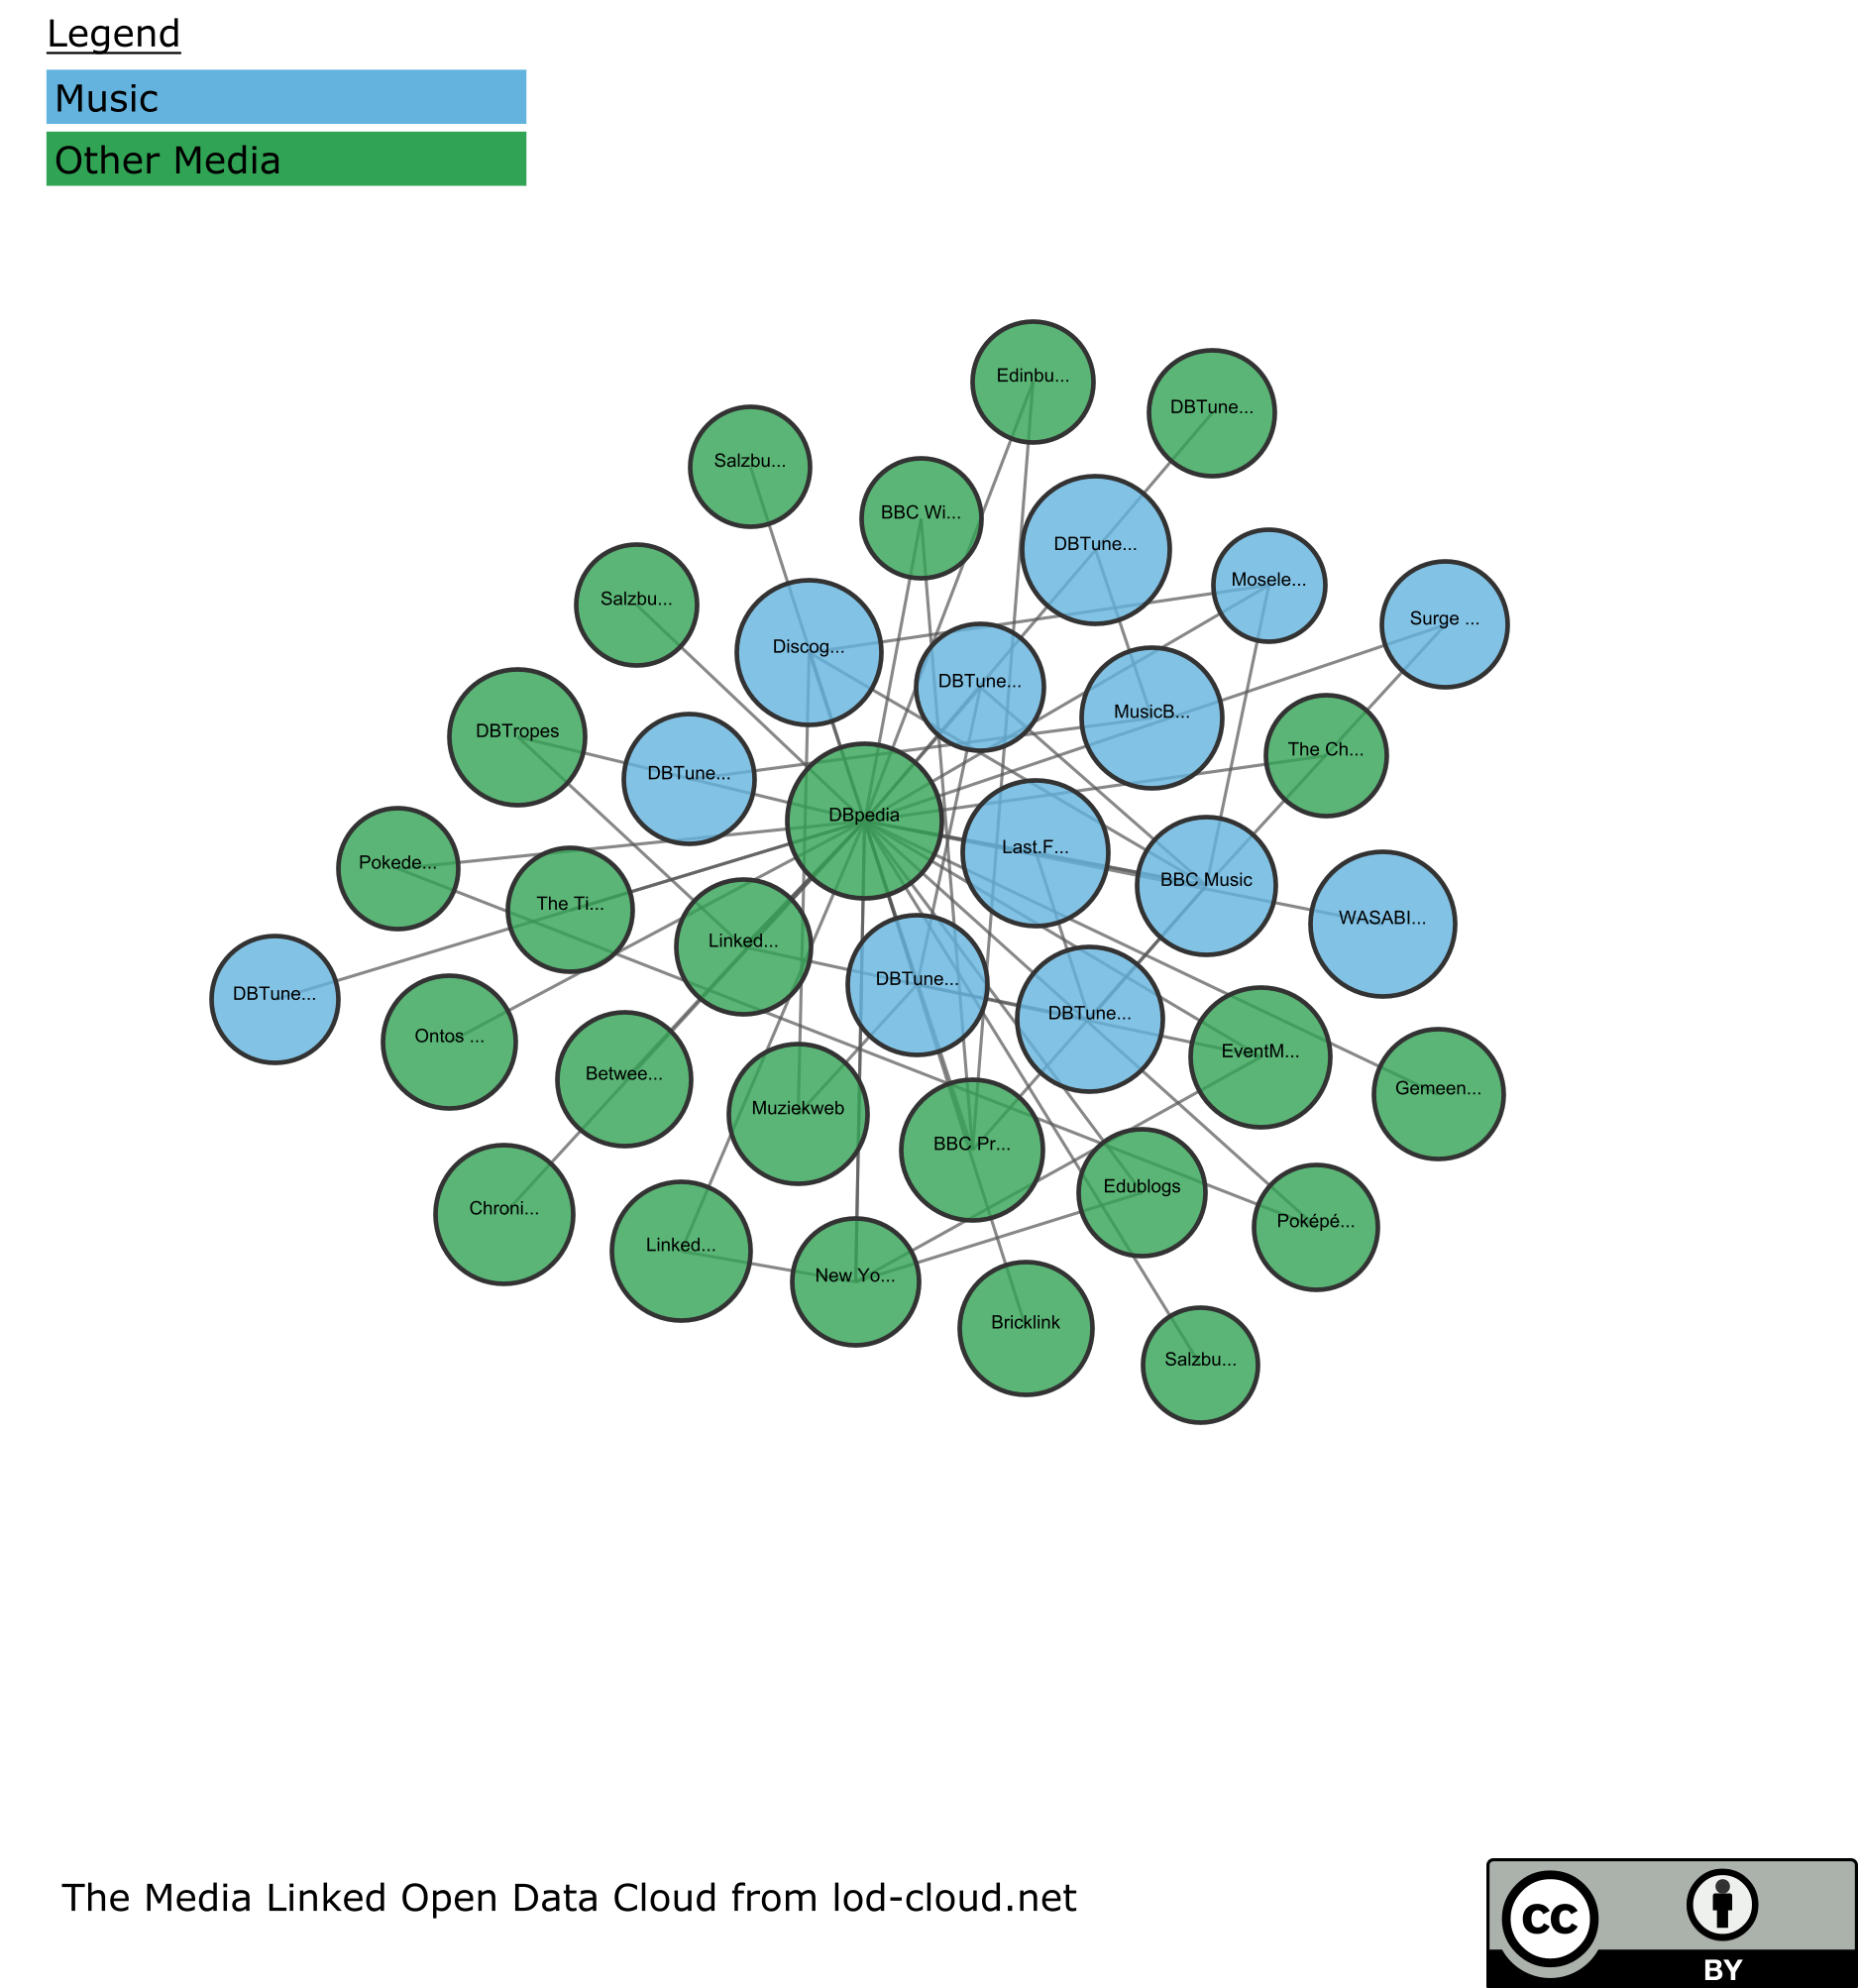 Legend
Music
Other Media
Edinbu...
DBTune...
Salzbu...
BBC Wi...
DBTune...
Mosele...
Salzbu...
Surge ...
Discog...
DBTune...
MusicB...
DBTropes
The Ch...
DBTune...
DBpedia
Last.F...
Pokede...
BBC Music
The Ti...
WASABI...
Linked...
DBTune...
DBTune...
DBTune...
Ontos ...
EventM...
Betwee...
Gemeen...
Muziekweb
BBC Pr...
Edublogs
Chroni...
Poképé...
Linked...
New Yo...
Bricklink
Salzbu...
The Media Linked Open Data Cloud from lod-cloud.net
cc
BY